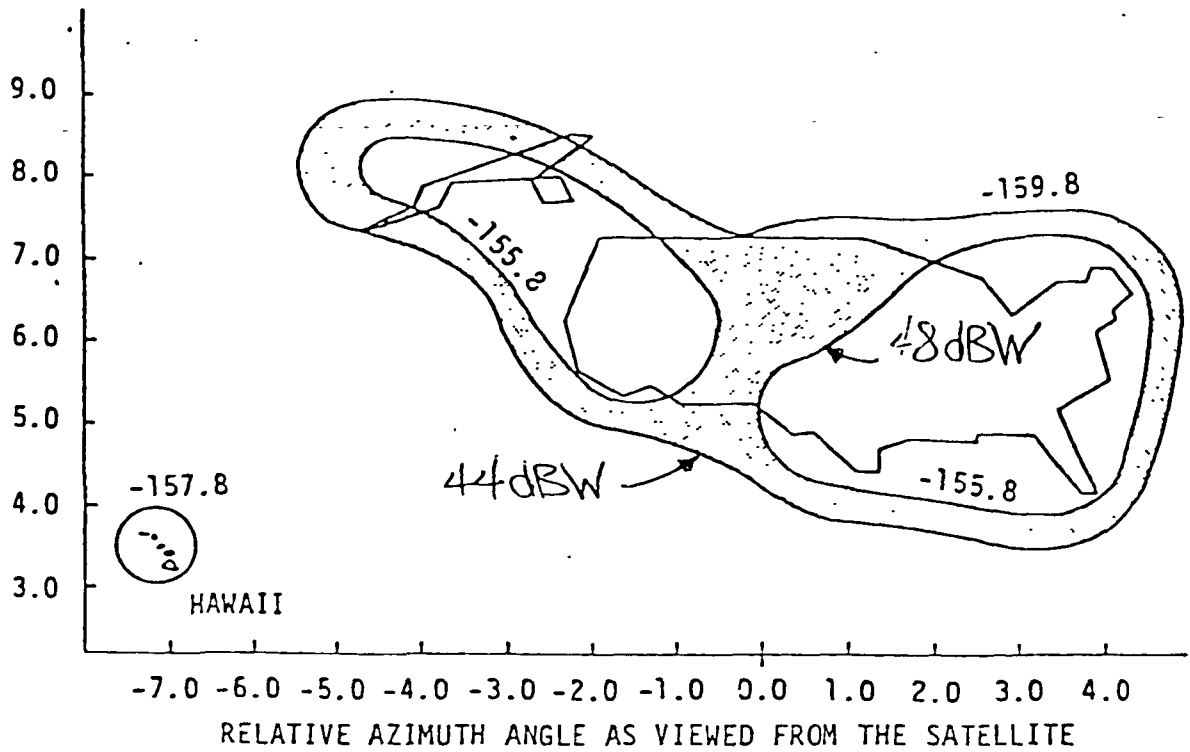 9.0
8.0
7.0
6.0
5.0
4.0
3.0
-159.8
-155.8
48dBW
44dBW
-155.8
-157.8
HAWAII
-7.0 -6.0 -5.0 -4.0 -3.0 -2.0 -1.0 0.0 1.0 2.0 3.0 4.0
RELATIVE AZIMUTH ANGLE AS VIEWED FROM THE SATELLITE